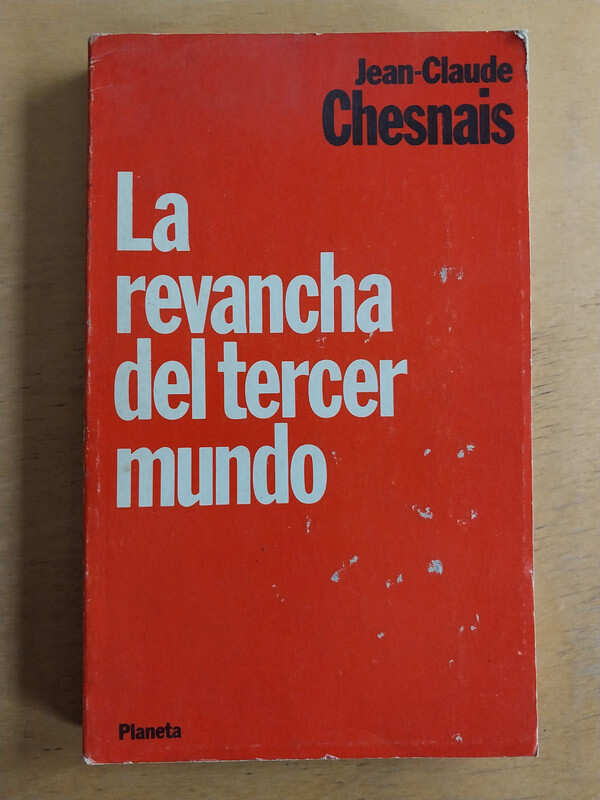 Jean-Claude
Chesnais
La
revancha
del tercer
mundo
Planeta